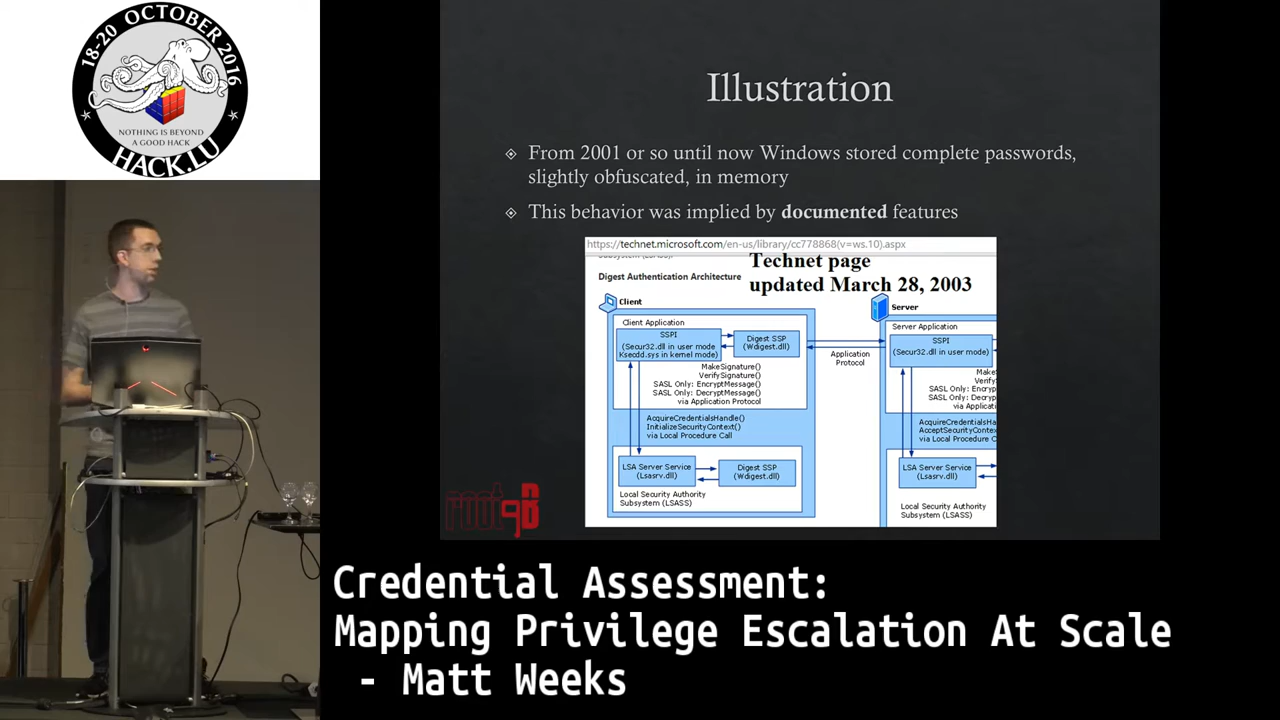 18-20 OCTOBER 2016
NOTHING IS BEYOND
A GOOD HACK
HACK.LU
Illustration
From 2001 or so until now Windows stored complete passwords,
slightly obfuscated, in memory
This behavior was implied by documented features
https://technet.microsoft.com/en-us/library/cc778868(v=ws.10).aspx
Technet page
updated March 28, 2003
Digest Authentication Architecture
Client
Server
Client Application
SSPI
(Secur32.dll in user mode
Ksecdd.sys in kernel mode)
Digest SSP
(Wdigest.dll)
MakeSignature()
VerifySignature()
SASL Only: EncryptMessage()
SASL Only: DecryptMessage()
via Application Protocol
Application
Protocol
Server Application
SSPI
(Secur32.dll in user mode)
MakeS
VerifyS
SASL Only: Encryp
SASL Only: Decryp
via Applicatio
AcquireCredentialsHandle()
InitializeSecurityContext()
via Local Procedure Call
AcquireCredentialsHa
AcceptSecurityContex
via Local Procedure C
LSA Server Service
(Lsasrv.dll)
Digest SSP
(Wdigest.dll)
Local Security Authority
Subsystem (LSASS)
LSA Server Service
(Lsasrv.dll)
Local Security Authority
Subsystem (LSASS)
root9B
Credential Assessment:
Mapping Privilege Escalation At Scale
- Matt Weeks